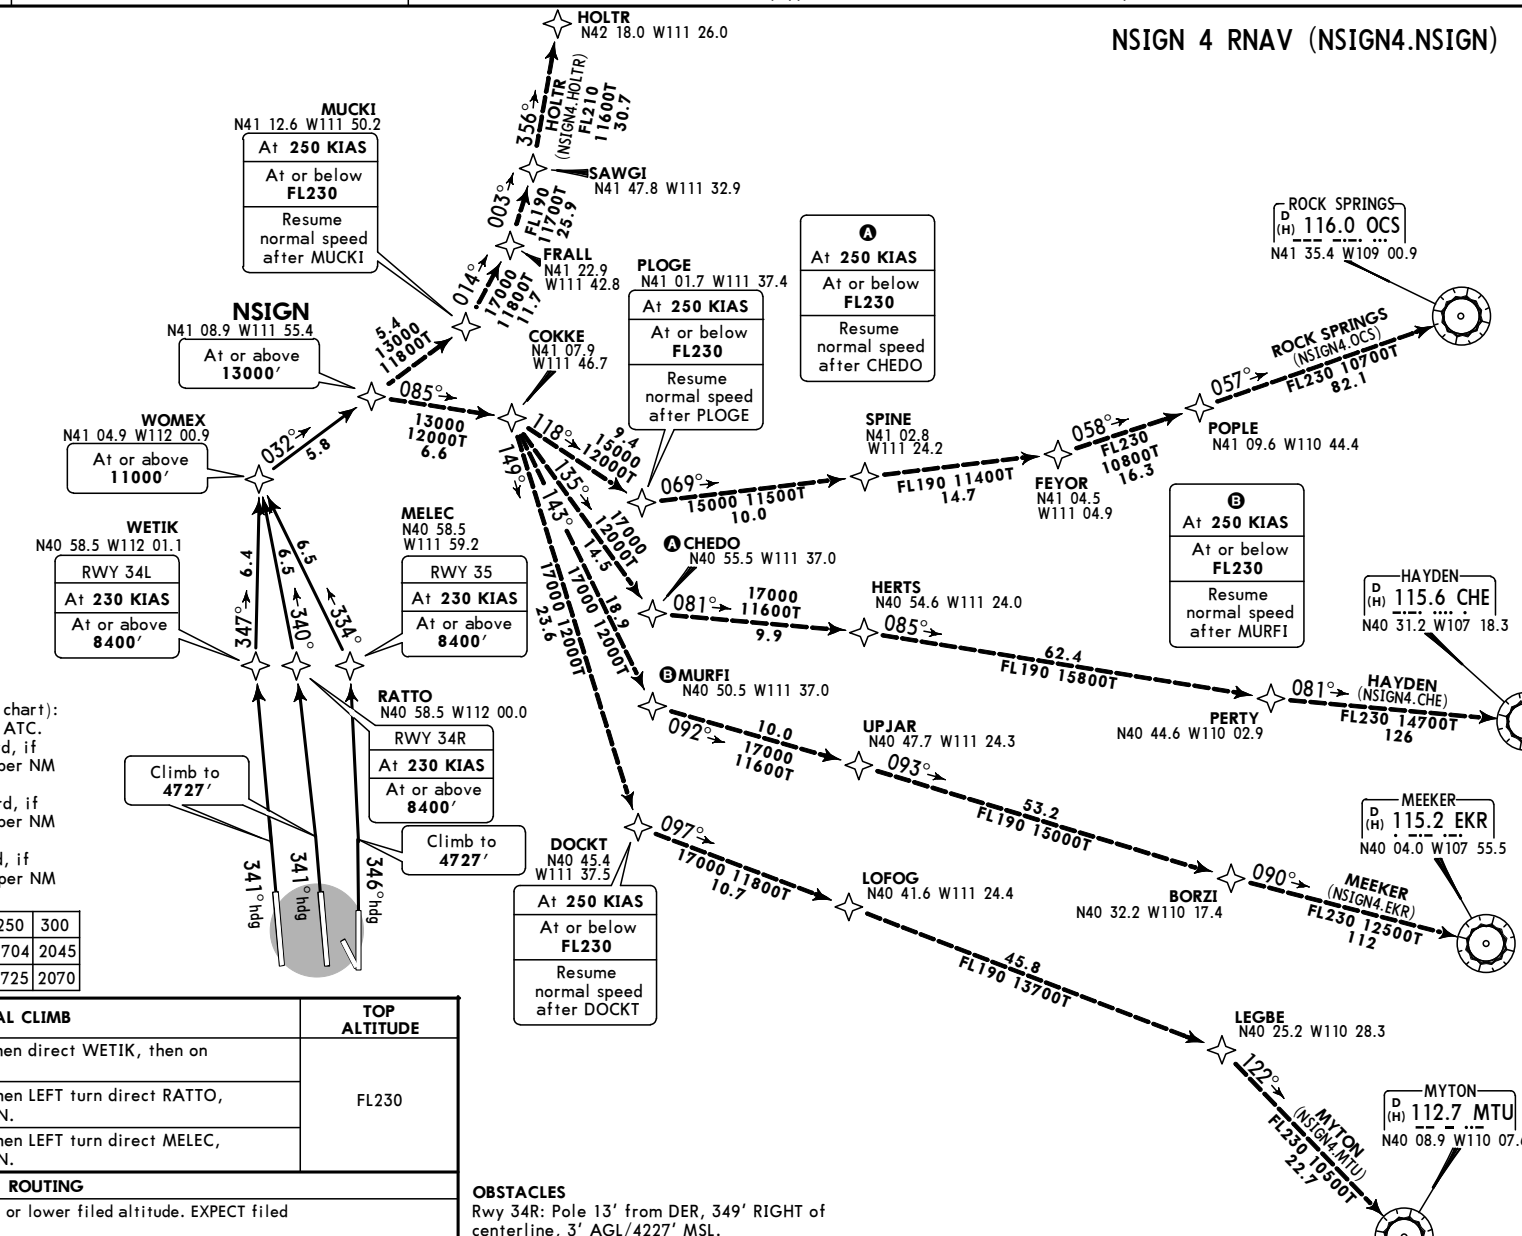 NSIGN 4 RNAV (NSIGN4.NSIGN)
HOLTR
N42 18.0 W111 26.0
356°
HOLTR
(NSIGN4.HOLTR)
FL210
11600T
30.7
SAWGI
N41 47.8 W111 32.9
003°
FL190
11700T
25.9
FRALL
N41 22.9
W111 42.8
014°
17000
11800T
11.7
MUCKI
N41 12.6 W111 50.2
At 250 KIAS
At or below
FL230
Resume
normal speed
after MUCKI
5.4
13000
11800T
NSIGN
N41 08.9 W111 55.4
At or above
13000'
085°
13000
12000T
6.6
COKKE
N41 07.9
W111 46.7
WOMEX
N41 04.9 W112 00.9
At or above
11000'
032°
5.8
PLOGE
N41 01.7 W111 37.4
At 250 KIAS
At or below
FL230
Resume
normal speed
after PLOGE
118°
9.4
15000
12000T
A
At 250 KIAS
At or below
FL230
Resume
normal speed
after CHEDO
069°
15000 11500T
10.0
SPINE
N41 02.8
W111 24.2
FL190 11400T
14.7
FEYOR
N41 04.5
W111 04.9
058°
FL230
10800T
16.3
POPLE
N41 09.6 W110 44.4
057°
ROCK SPRINGS
(NSIGN4.OCS)
FL230 10700T
82.1
ROCK SPRINGS
D
(H) 116.0 OCS
N41 35.4 W109 00.9
135°
17000
12000T
14.5
143°
17000 12000T
18.9
149°
17000 12000T
23.6
A CHEDO
N40 55.5 W111 37.0
081°
17000
11600T
9.9
HERTS
N40 54.6 W111 24.0
085°
62.4
FL190 15800T
PERTY
N40 44.6 W110 02.9
081°
HAYDEN
(NSIGN4.CHE)
FL230 14700T
126
HAYDEN
D
(H) 115.6 CHE
N40 31.2 W107 18.3
B
At 250 KIAS
At or below
FL230
Resume
normal speed
after MURFI
B MURFI
N40 50.5 W111 37.0
092°
10.0
17000
11600T
UPJAR
N40 47.7 W111 24.3
093°
53.2
FL190 15000T
BORZI
N40 32.2 W110 17.4
090°
MEEKER
(NSIGN4.EKR)
FL230 12500T
112
MEEKER
D
(H) 115.2 EKR
N40 04.0 W107 55.5
DOCKT
N40 45.4
W111 37.5
At 250 KIAS
At or below
FL230
Resume
normal speed
after DOCKT
097°
17000 11800T
10.7
LOFOG
N40 41.6 W111 24.4
45.8
FL190 13700T
LEGBE
N40 25.2 W110 28.3
122°
MYTON
(NSIGN4.MTU)
FL230 10500T
22.7
MYTON
D
(H) 112.7 MTU
N40 08.9 W110 07.6
WETIK
N40 58.5 W112 01.1
RWY 34L
At 230 KIAS
At or above
8400'
347°
6.4
340°
6.5
334°
6.5
MELEC
N40 58.5
W111 59.2
RWY 35
At 230 KIAS
At or above
8400'
RATTO
N40 58.5 W112 00.0
RWY 34R
At 230 KIAS
At or above
8400'
Climb to
4727'
Climb to
4727'
341°hdg
341°hdg
346°hdg
chart):
ATC.
d, if
per NM
rd, if
per NM
d, if
per NM
250 300
704 2045
725 2070
AL CLIMB
TOP
ALTITUDE
hen direct WETIK, then on
FL230
hen LEFT turn direct RATTO,
N.
hen LEFT turn direct MELEC,
N.
ROUTING
or lower filed altitude. EXPECT filed
OBSTACLES
Rwy 34R: Pole 13' from DER, 349' RIGHT of
centerline, 3' AGL/4227' MSL.